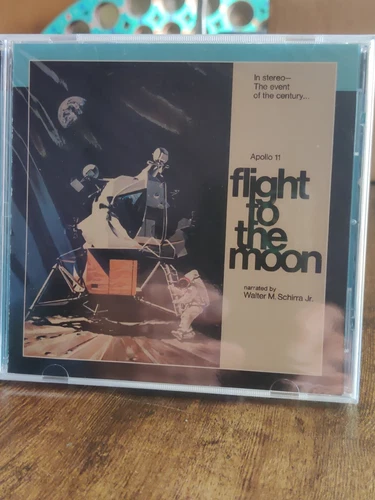 In stereo—
The event
of the century...
Apollo 11
flight
to
the
moon
narrated by
Walter M. Schirra Jr.